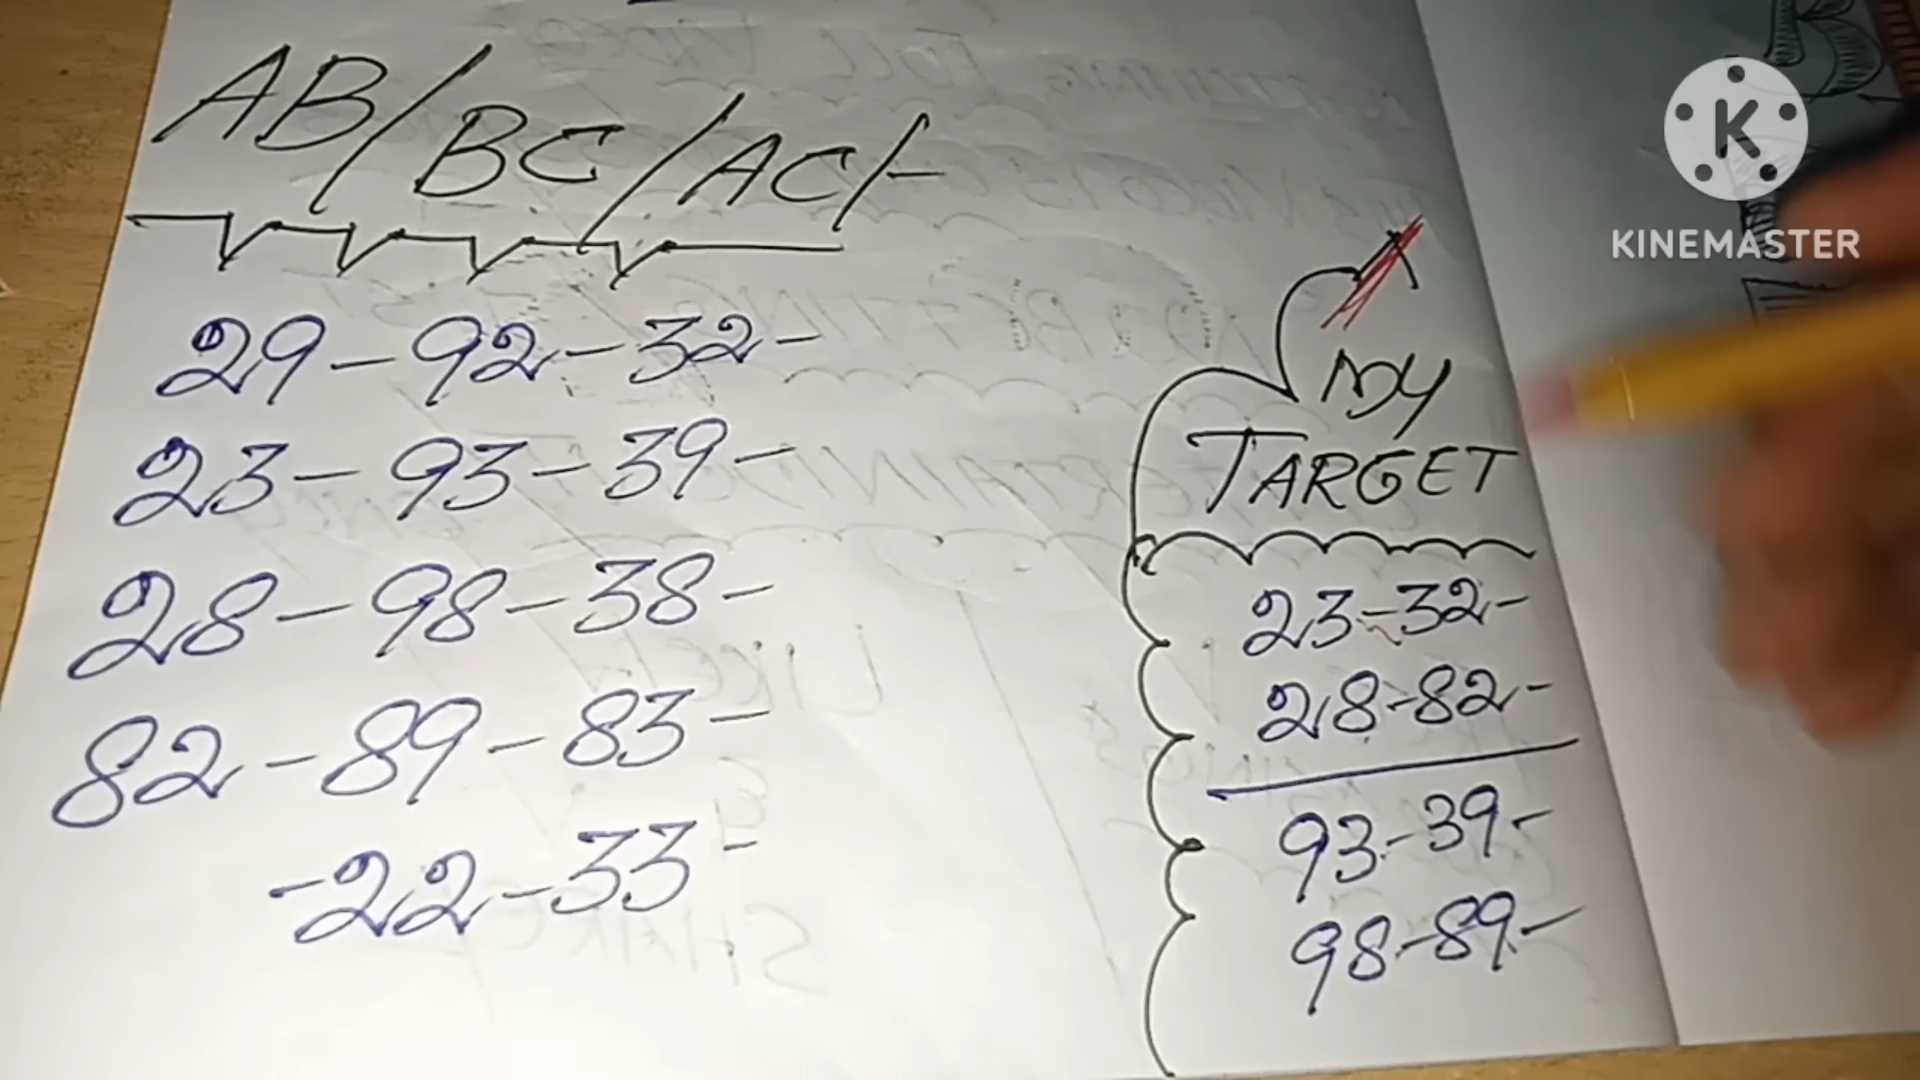 AB/BC/AC/-
29-92-32-
23-93-39-
28-98-38-
82-89-83-
-22-33-
MY
TARGET
23-32-
28-82-
93-39-
98-89-
K
KINEMASTER